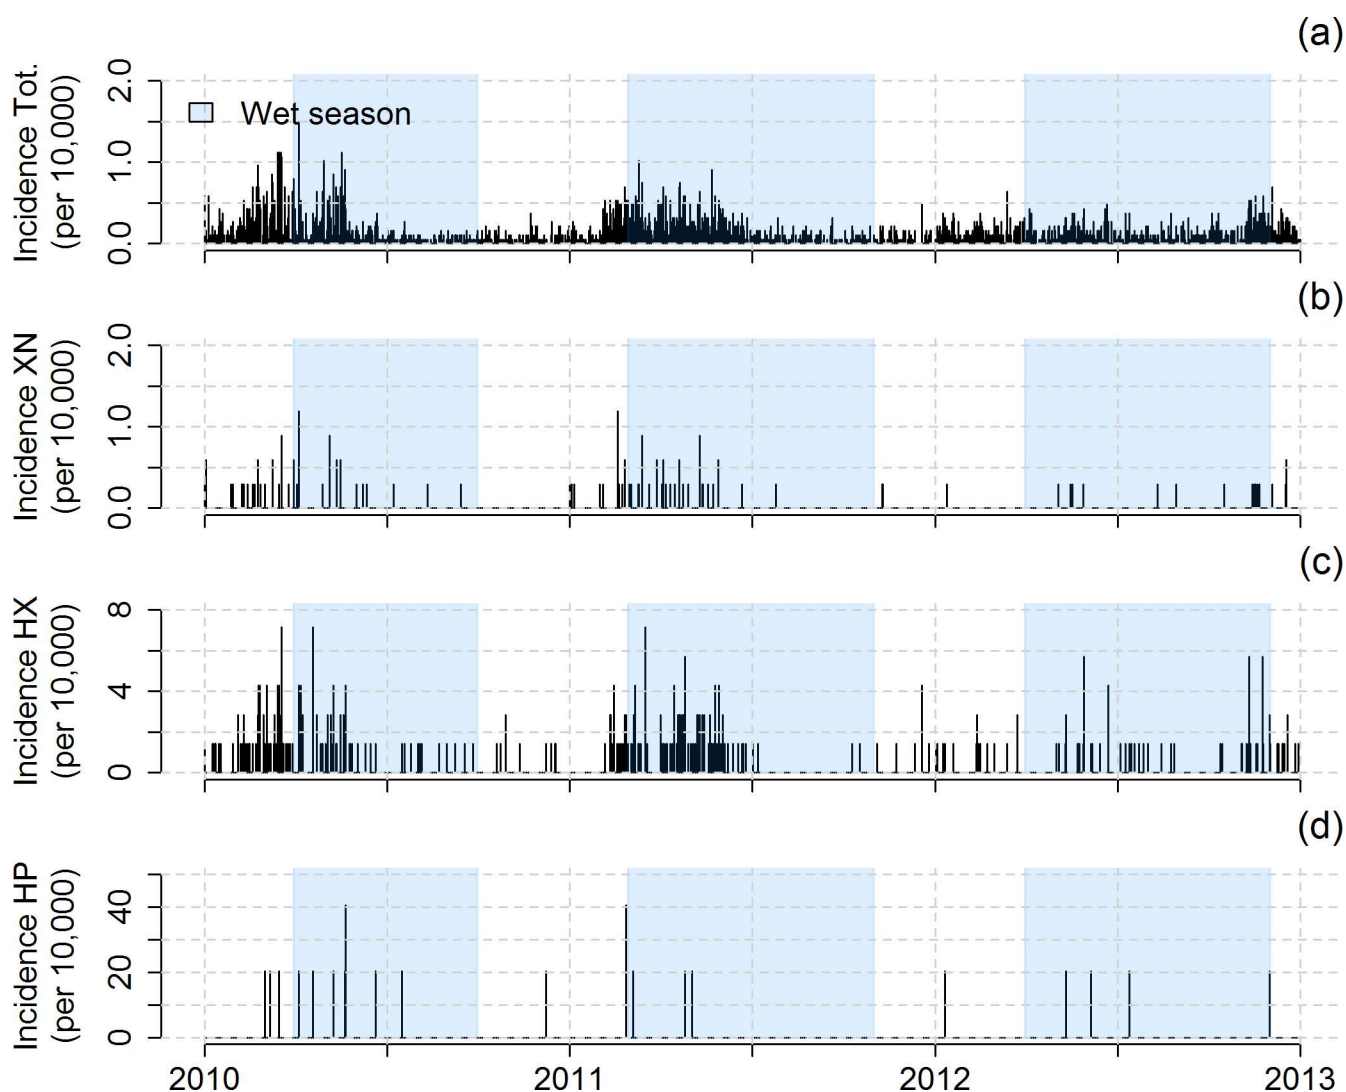 (a)
Incidence Tot.
(per 10,000)
2.0
1.0
0.0
Wet season
(b)
Incidence XN
(per 10,000)
2.0
1.0
0.0
(c)
Incidence HX
(per 10,000)
8
4
0
(d)
Incidence HP
(per 10,000)
40
20
0
2010 2011 2012 2013